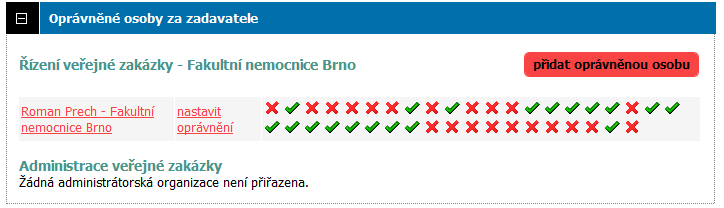 Oprávněné osoby za zadavatele
Řízení veřejné zakázky - Fakultní nemocnice Brno
přidat oprávněnou osobu
Roman Prech - Fakultní
nemocnice Brno
nastavit
oprávnění
Administrace veřejné zakázky
Žádná administrátorská organizace není přiřazena.